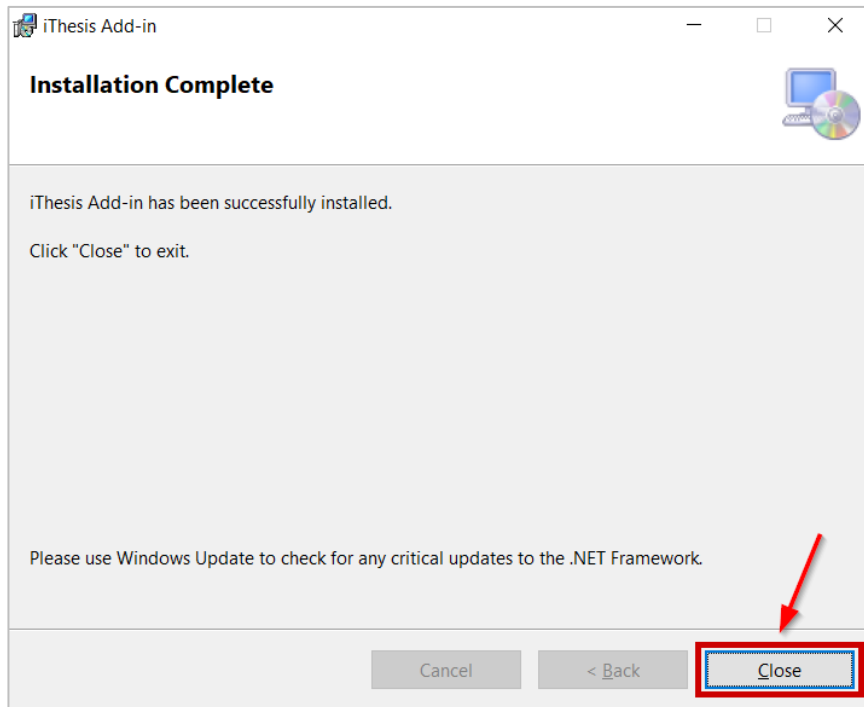 iThesis Add-in
Installation Complete
iThesis Add-in has been successfully installed.
Click "Close" to exit.
Please use Windows Update to check for any critical updates to the .NET Framework.
Cancel
< Back
Close